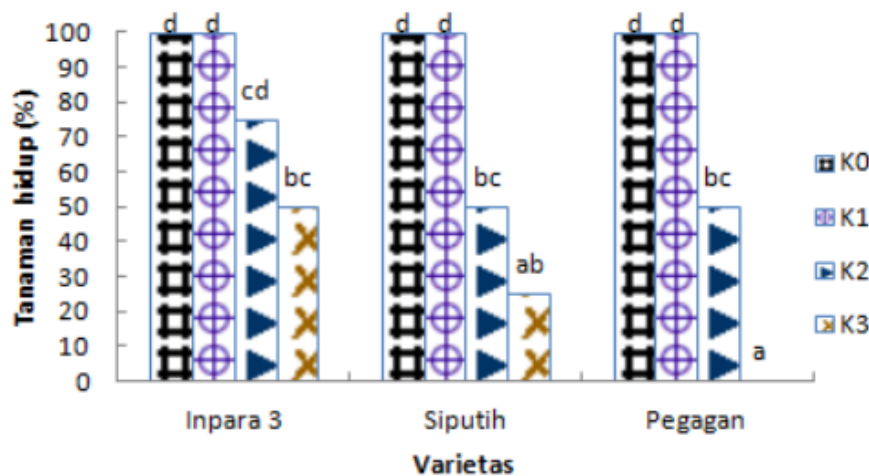 d d d d d d
100
90 cd
80
70
60 bc bc bc
50
40 ab
30
20
10 a
0
Inpara 3 Siputih Pegagan
Varietas
Tanaman hidup (%)
K0
K1
K2
K3